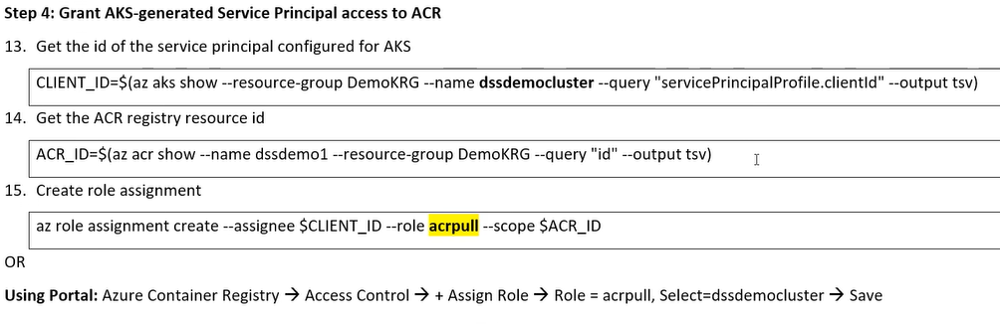 Step 4: Grant AKS-generated Service Principal access to ACR
13. Get the id of the service principal configured for AKS
CLIENT_ID=$(az aks show --resource-group DemoKRG --name dssdemocluster --query "servicePrincipalProfile.clientId" --output tsv)
14. Get the ACR registry resource id
ACR_ID=$(az acr show --name dssdemo1 --resource-group DemoKRG --query "id" --output tsv)
15. Create role assignment
az role assignment create --assignee $CLIENT_ID --role acrpull --scope $ACR_ID
OR
Using Portal: Azure Container Registry → Access Control → + Assign Role → Role = acrpull, Select=dssdemocluster → Save